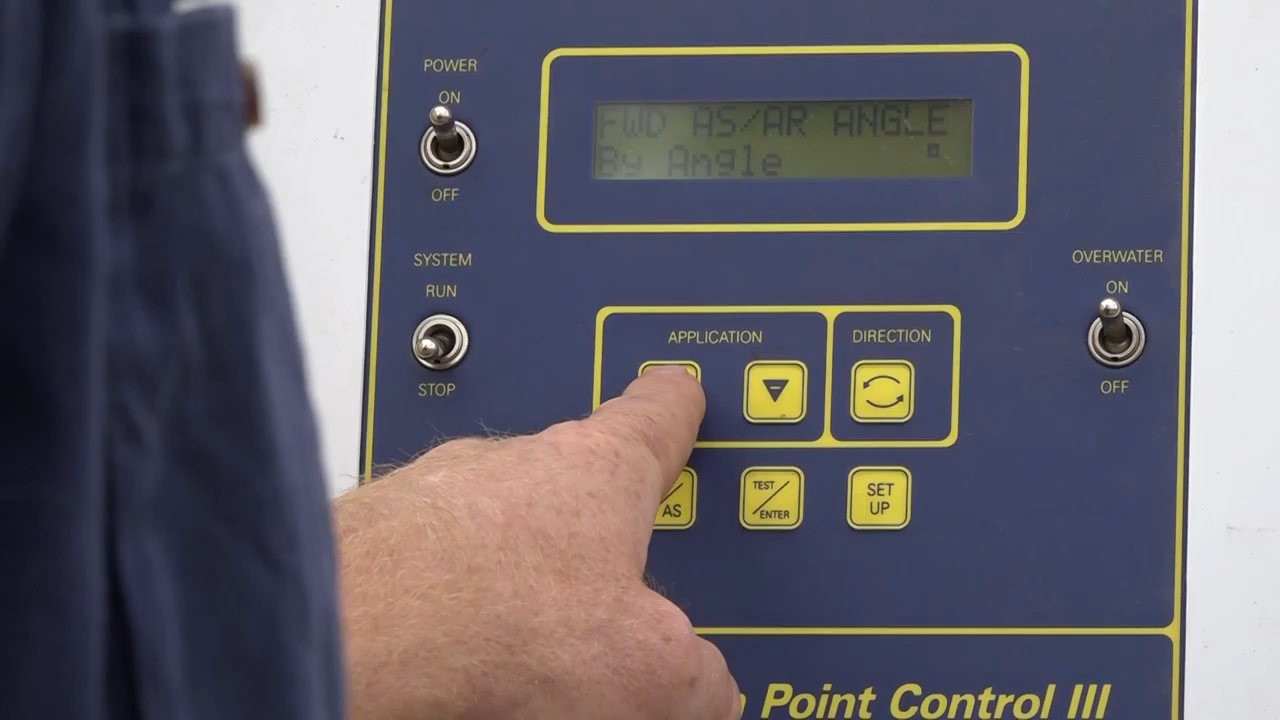 POWER
ON
OFF
FWD AS/AR ANGLE
By Angle °
SYSTEM
RUN
STOP
OVERWATER
ON
OFF
APPLICATION
DIRECTION
AS
TEST/ENTER
SET
UP
Point Control III